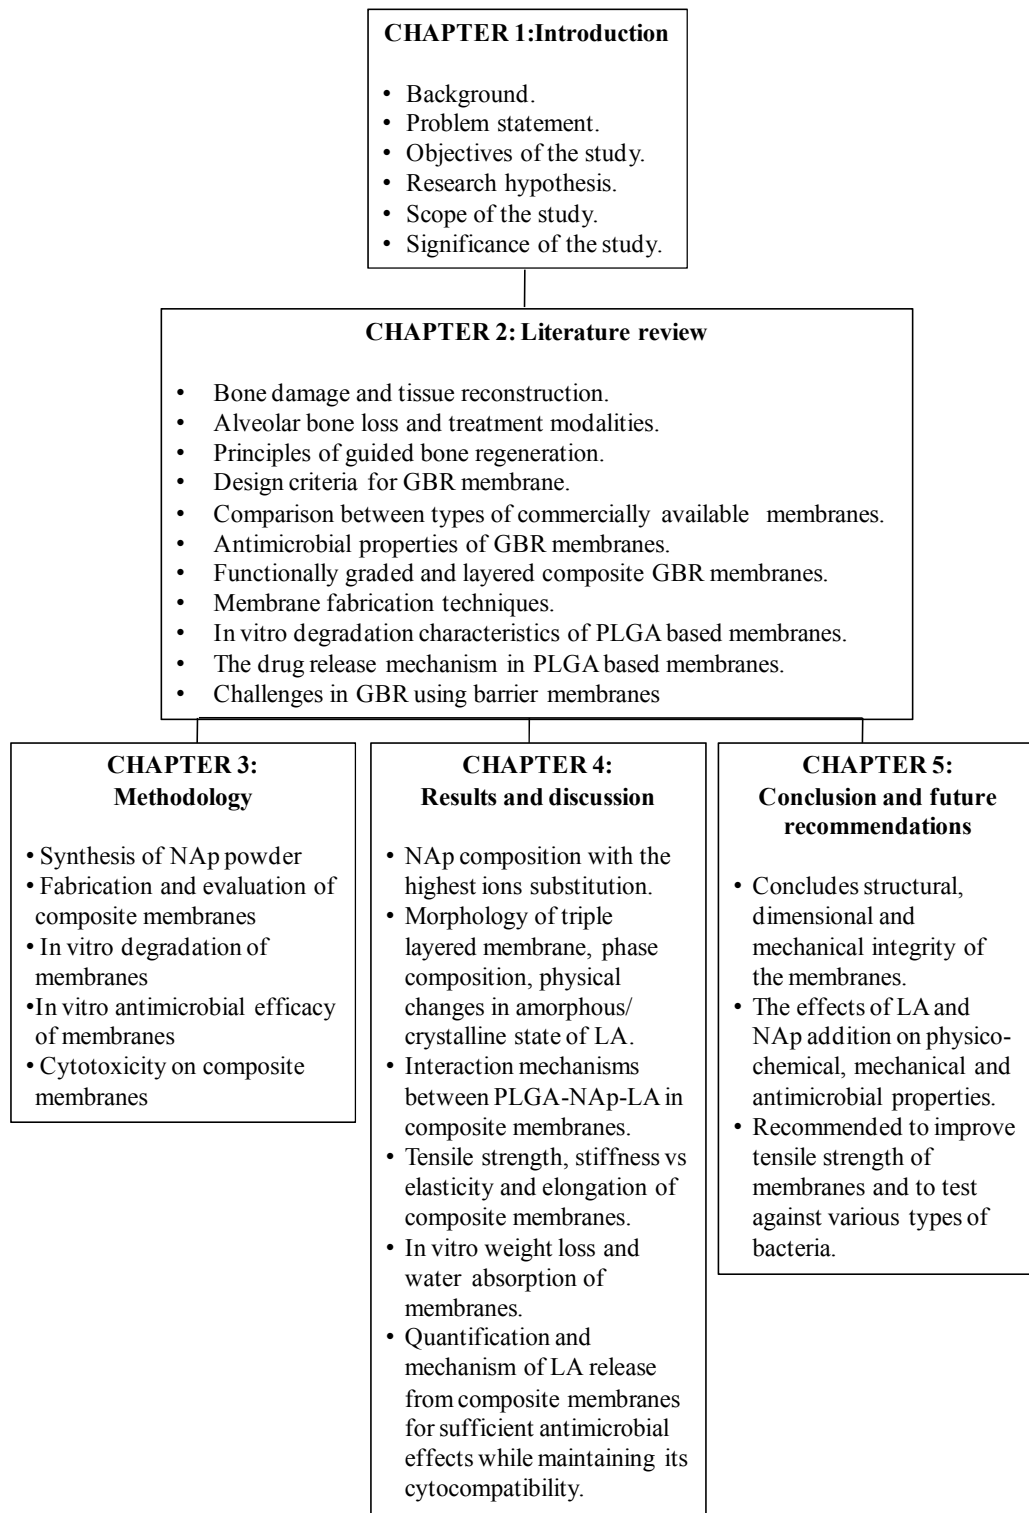 CHAPTER 1:Introduction
• Background.
• Problem statement.
• Objectives of the study.
• Research hypothesis.
• Scope of the study.
• Significance of the study.
CHAPTER 2: Literature review
• Bone damage and tissue reconstruction.
• Alveolar bone loss and treatment modalities.
• Principles of guided bone regeneration.
• Design criteria for GBR membrane.
• Comparison between types of commercially available membranes.
• Antimicrobial properties of GBR membranes.
• Functionally graded and layered composite GBR membranes.
• Membrane fabrication techniques.
• In vitro degradation characteristics of PLGA based membranes.
• The drug release mechanism in PLGA based membranes.
• Challenges in GBR using barrier membranes
CHAPTER 3:
Methodology
• Synthesis of NAp powder
• Fabrication and evaluation of
composite membranes
• In vitro degradation of
membranes
•In vitro antimicrobial efficacy
of membranes
• Cytotoxicity on composite
membranes
CHAPTER 4:
Results and discussion
• NAp composition with the
highest ions substitution.
• Morphology of triple
layered membrane, phase
composition, physical
changes in amorphous/
crystalline state of LA.
• Interaction mechanisms
between PLGA-NAp-LA in
composite membranes.
• Tensile strength, stiffness vs
elasticity and elongation of
composite membranes.
• In vitro weight loss and
water absorption of
membranes.
• Quantification and
mechanism of LA release
from composite membranes
for sufficient antimicrobial
effects while maintaining its
cytocompatibility.
CHAPTER 5:
Conclusion and future
recommendations
• Concludes structural,
dimensional and
mechanical integrity of
the membranes.
• The effects of LA and
NAp addition on physico-
chemical, mechanical and
antimicrobial properties.
• Recommended to improve
tensile strength of
membranes and to test
against various types of
bacteria.